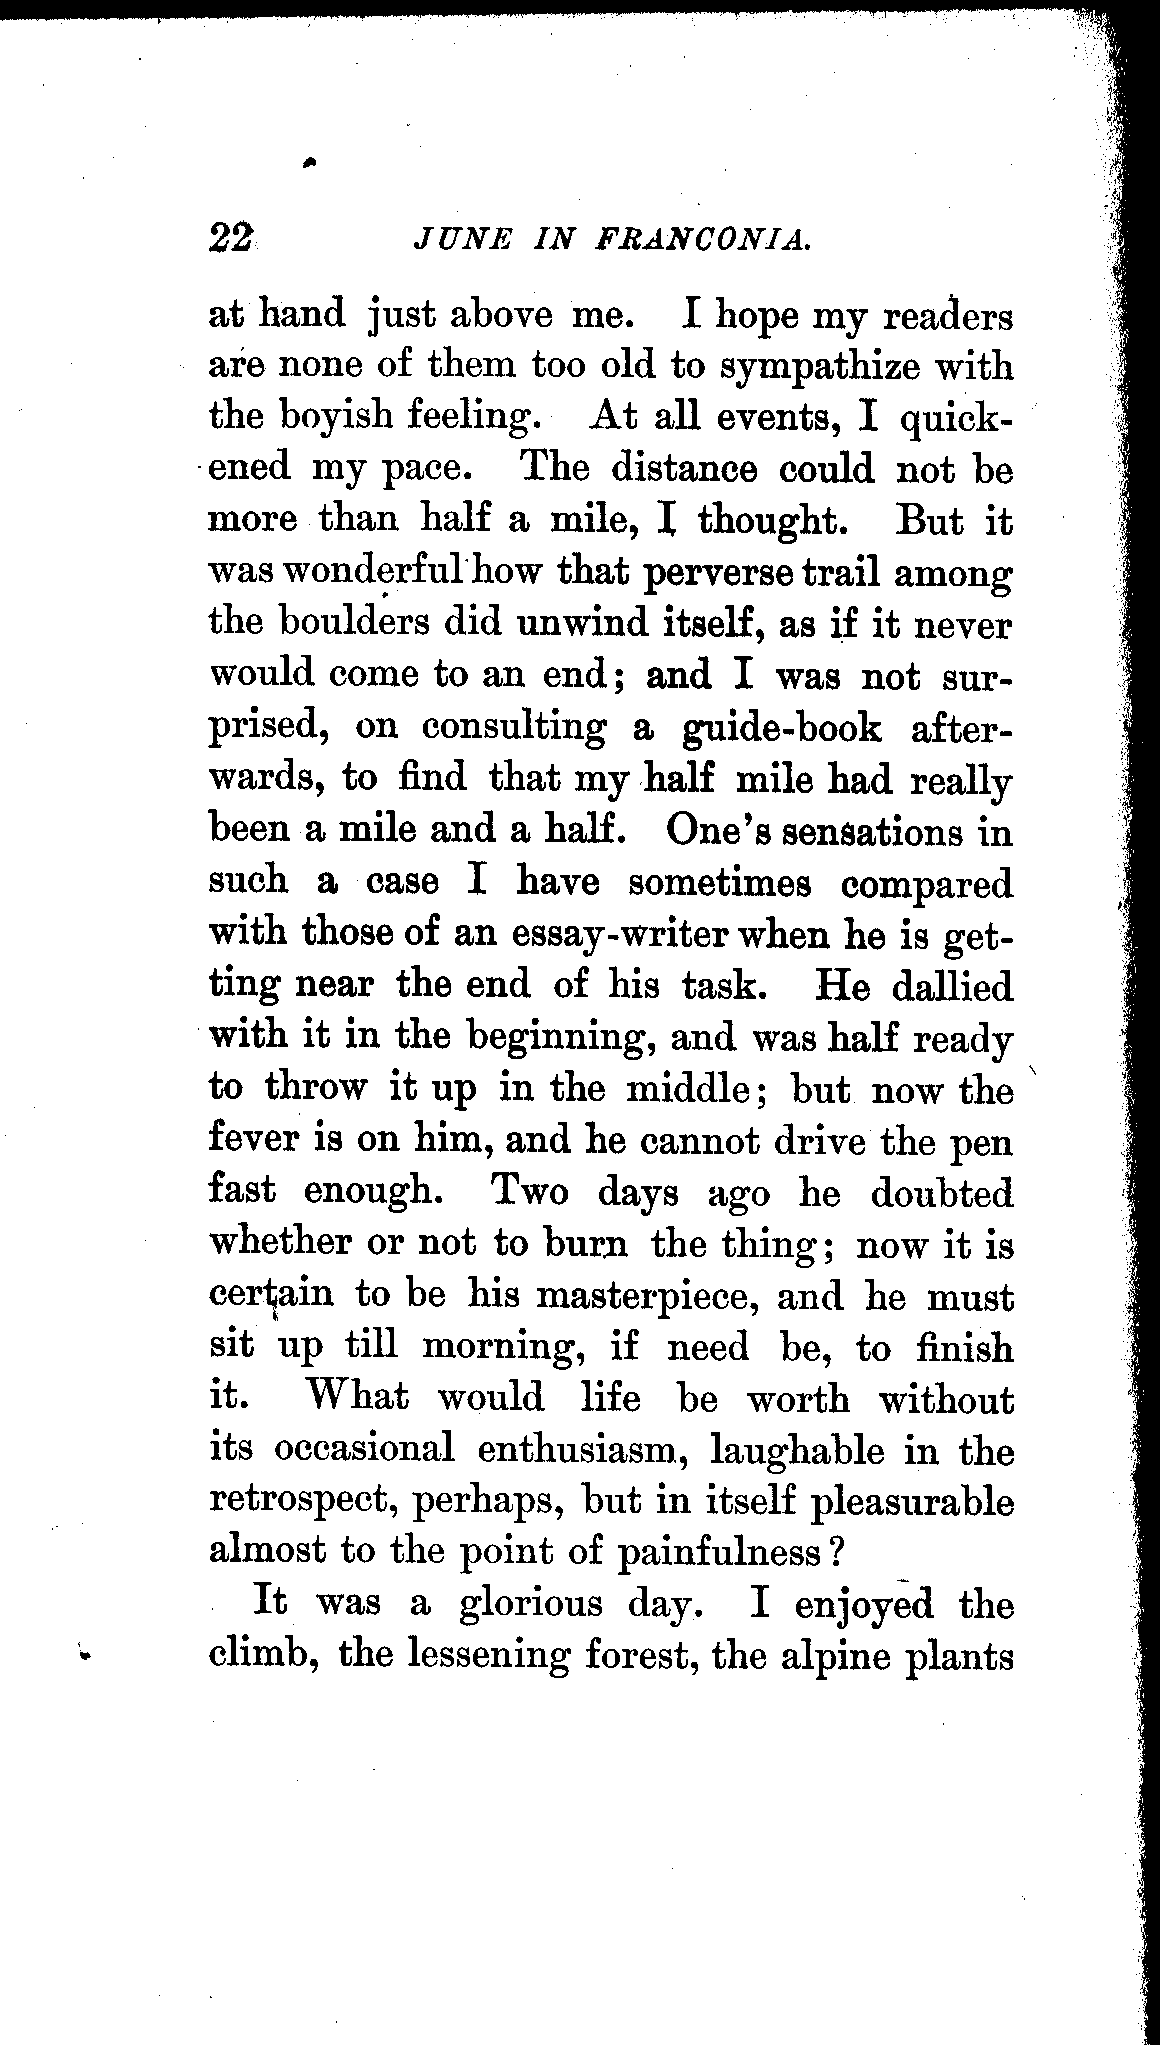 22 JUNE IN FRANCONIA.
at hand just above me. I hope my readers
are none of them too old to sympathize with
the boyish feeling. At all events, I quick-
ened my pace. The distance could not be
more than half a mile, I thought. But it
was wonderful how that perverse trail among
the boulders did unwind itself, as if it never
would come to an end; and I was not sur-
prised, on consulting a guide-book after-
wards, to find that my half mile had really
been a mile and a half. One's sensations in
such a case I have sometimes compared
with those of an essay-writer when he is get-
ting near the end of his task. He dallied
with it in the beginning, and was half ready
to throw it up in the middle; but now the
fever is on him, and he cannot drive the pen
fast enough. Two days ago he doubted
whether or not to burn the thing; now it is
certain to be his masterpiece, and he must
sit up till morning, if need be, to finish
it. What would life be worth without
its occasional enthusiasm, laughable in the
retrospect, perhaps, but in itself pleasurable
almost to the point of painfulness?
It was a glorious day. I enjoyed the
climb, the lessening forest, the alpine plants